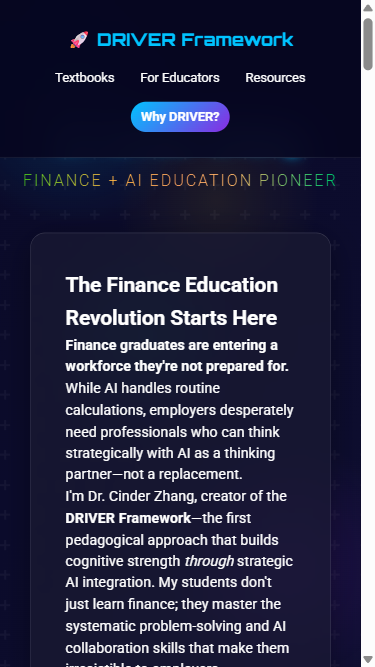 🚀 DRIVER Framework
Textbooks For Educators Resources
Why DRIVER?
FINANCE + AI EDUCATION PIONEER
The Finance Education
Revolution Starts Here
Finance graduates are entering a
workforce they're not prepared for.
While AI handles routine
calculations, employers desperately
need professionals who can think
strategically with AI as a thinking
partner—not a replacement.
I'm Dr. Cinder Zhang, creator of the
DRIVER Framework—the first
pedagogical approach that builds
cognitive strength through strategic
AI integration. My students don't
just learn finance; they master the
systematic problem-solving and AI
collaboration skills that make them